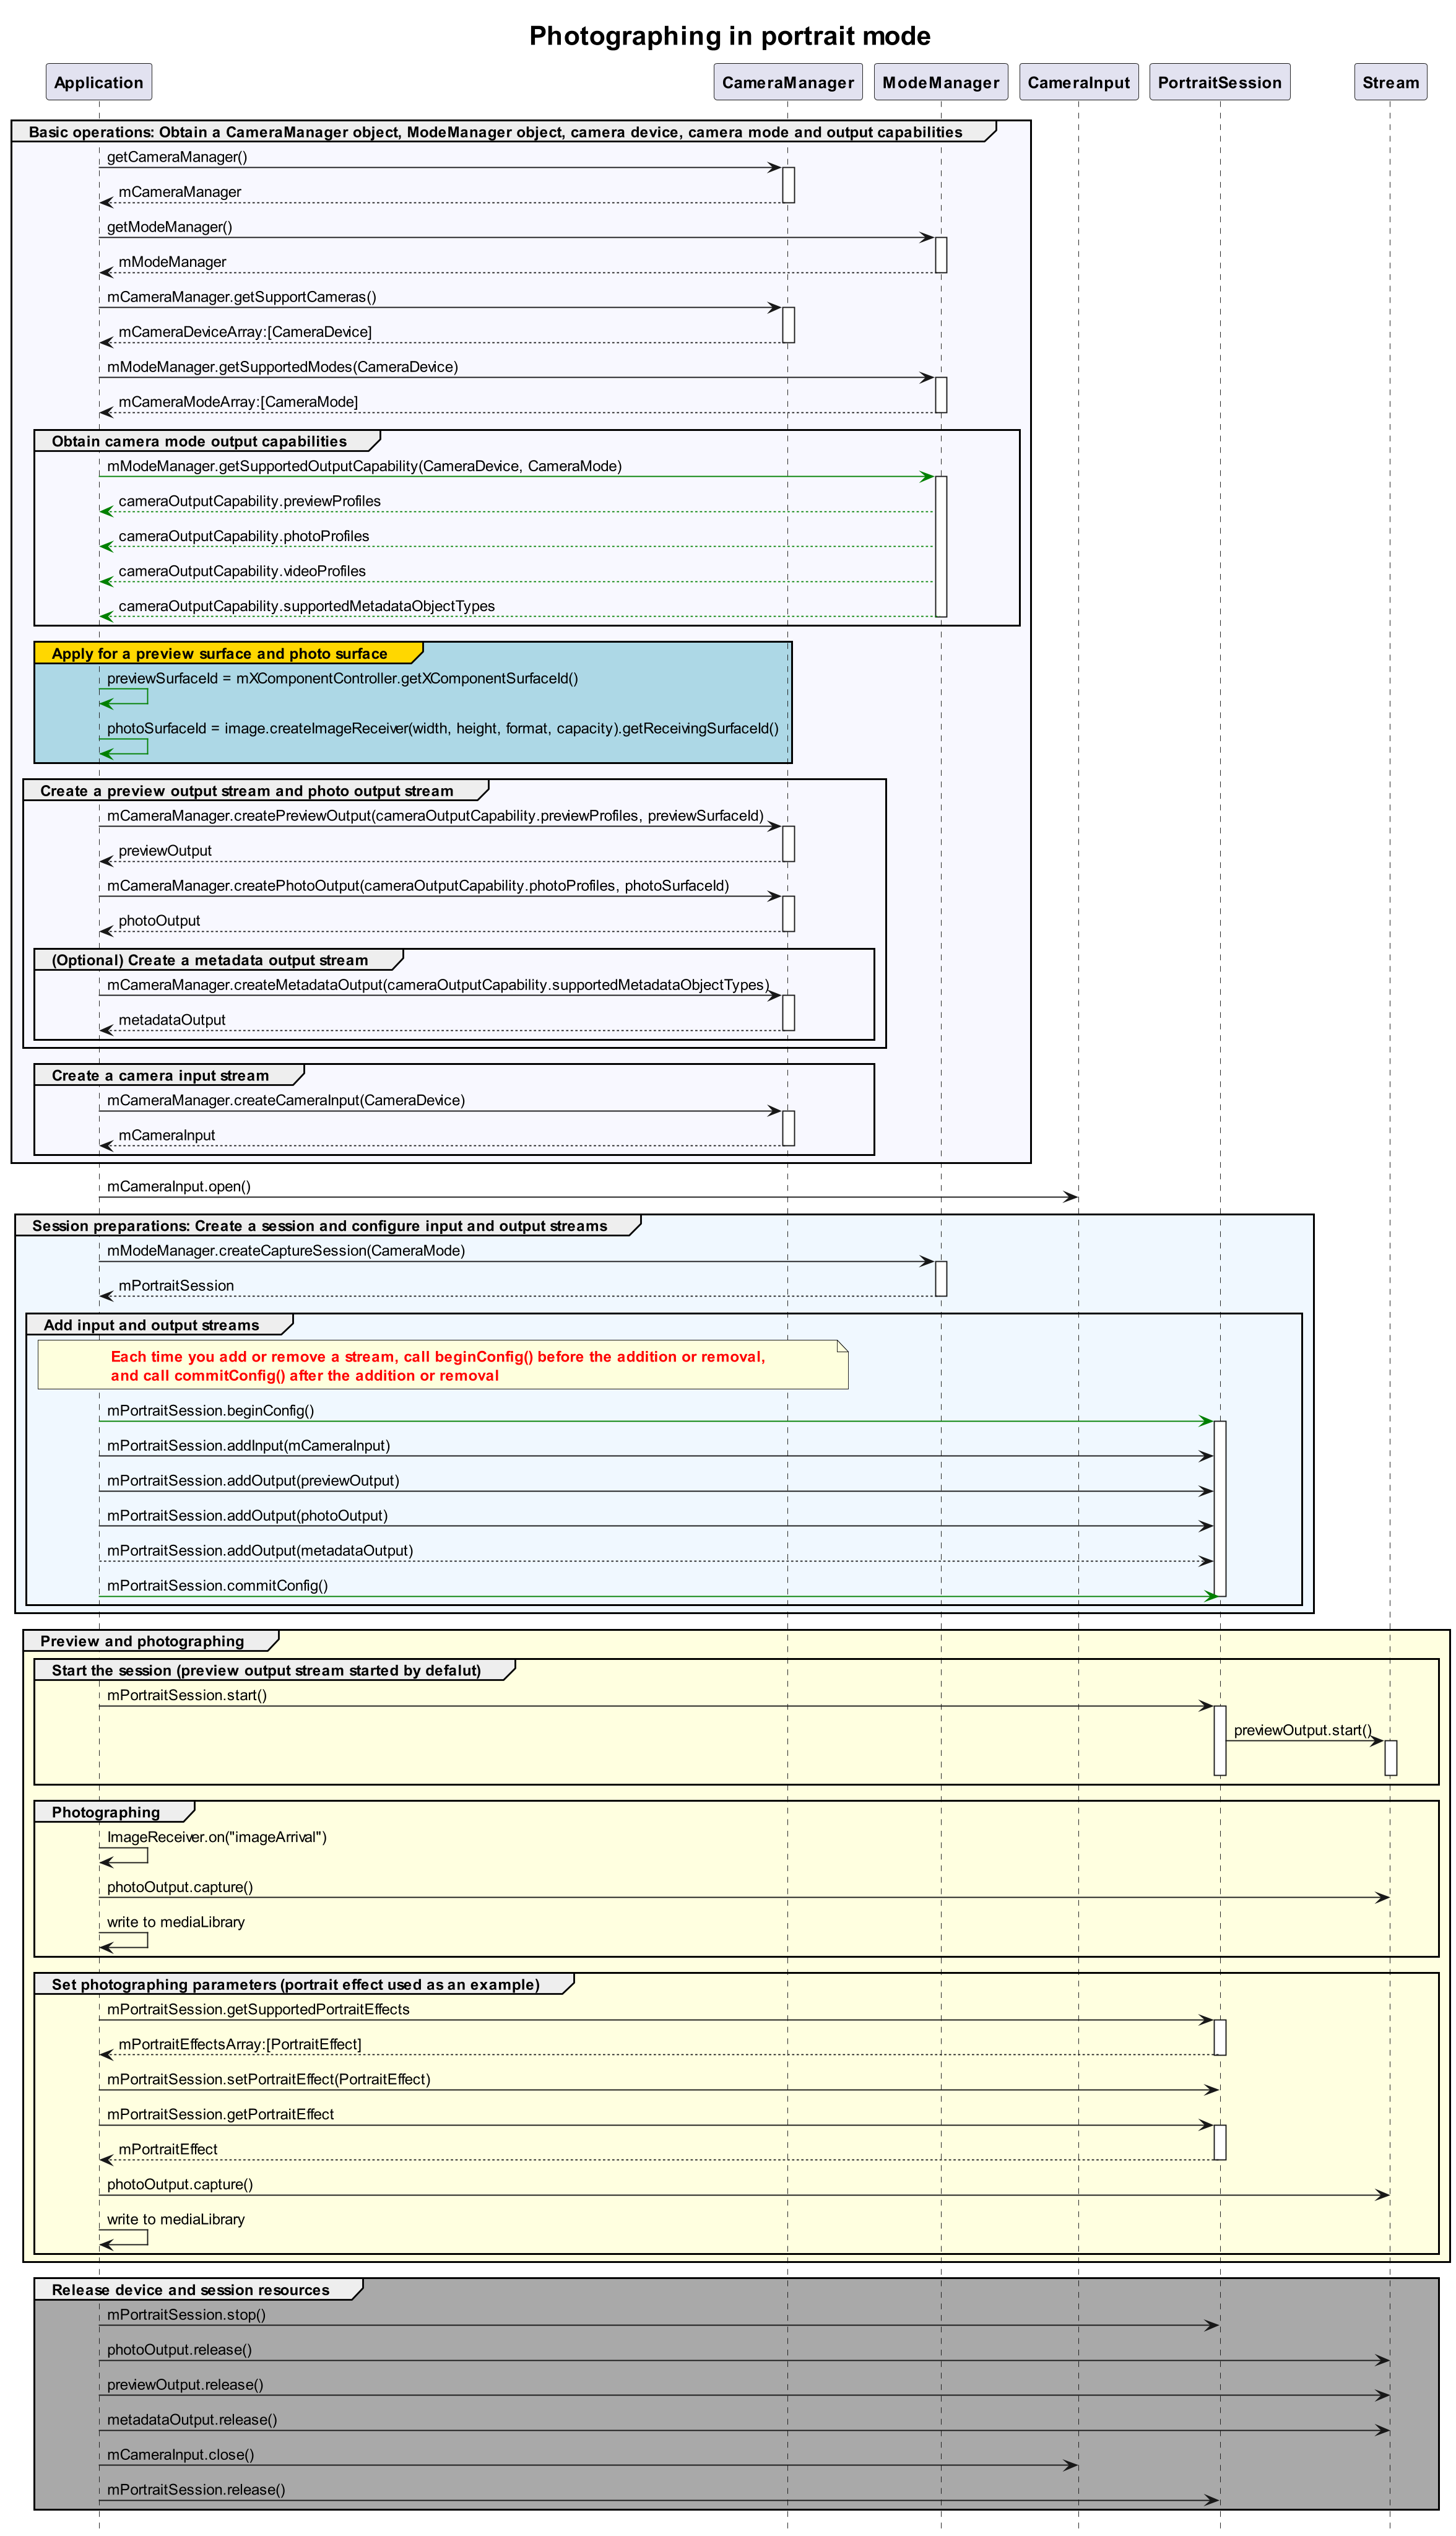 Photographing in portrait mode
Application
CameraManager
ModeManager
CameraInput
PortraitSession
Stream
Basic operations: Obtain a CameraManager object, ModeManager object, camera device, camera mode and output capabilities
getCameraManager()
mCameraManager
getModeManager()
mModeManager
mCameraManager.getSupportCameras()
mCameraDeviceArray:[CameraDevice]
mModeManager.getSupportedModes(CameraDevice)
mCameraModeArray:[CameraMode]
Obtain camera mode output capabilities
mModeManager.getSupportedOutputCapability(CameraDevice, CameraMode)
cameraOutputCapability.previewProfiles
cameraOutputCapability.photoProfiles
cameraOutputCapability.videoProfiles
cameraOutputCapability.supportedMetadataObjectTypes
Apply for a preview surface and photo surface
previewSurfaceId = mXComponentController.getXComponentSurfaceId()
photoSurfaceId = image.createImageReceiver(width, height, format, capacity).getReceivingSurfaceId()
Create a preview output stream and photo output stream
mCameraManager.createPreviewOutput(cameraOutputCapability.previewProfiles, previewSurfaceId)
previewOutput
mCameraManager.createPhotoOutput(cameraOutputCapability.photoProfiles, photoSurfaceId)
photoOutput
(Optional) Create a metadata output stream
mCameraManager.createMetadataOutput(cameraOutputCapability.supportedMetadataObjectTypes)
metadataOutput
Create a camera input stream
mCameraManager.createCameraInput(CameraDevice)
mCameraInput
mCameraInput.open()
Session preparations: Create a session and configure input and output streams
mModeManager.createCaptureSession(CameraMode)
mPortraitSession
Add input and output streams
Each time you add or remove a stream, call beginConfig() before the addition or removal,
and call commitConfig() after the addition or removal
mPortraitSession.beginConfig()
mPortraitSession.addInput(mCameraInput)
mPortraitSession.addOutput(previewOutput)
mPortraitSession.addOutput(photoOutput)
mPortraitSession.addOutput(metadataOutput)
mPortraitSession.commitConfig()
Preview and photographing
Start the session (preview output stream started by defalut)
mPortraitSession.start()
previewOutput.start()
Photographing
ImageReceiver.on("imageArrival")
photoOutput.capture()
write to mediaLibrary
Set photographing parameters (portrait effect used as an example)
mPortraitSession.getSupportedPortraitEffects
mPortraitEffectsArray:[PortraitEffect]
mPortraitSession.setPortraitEffect(PortraitEffect)
mPortraitSession.getPortraitEffect
mPortraitEffect
photoOutput.capture()
write to mediaLibrary
Release device and session resources
mPortraitSession.stop()
photoOutput.release()
previewOutput.release()
metadataOutput.release()
mCameraInput.close()
mPortraitSession.release()